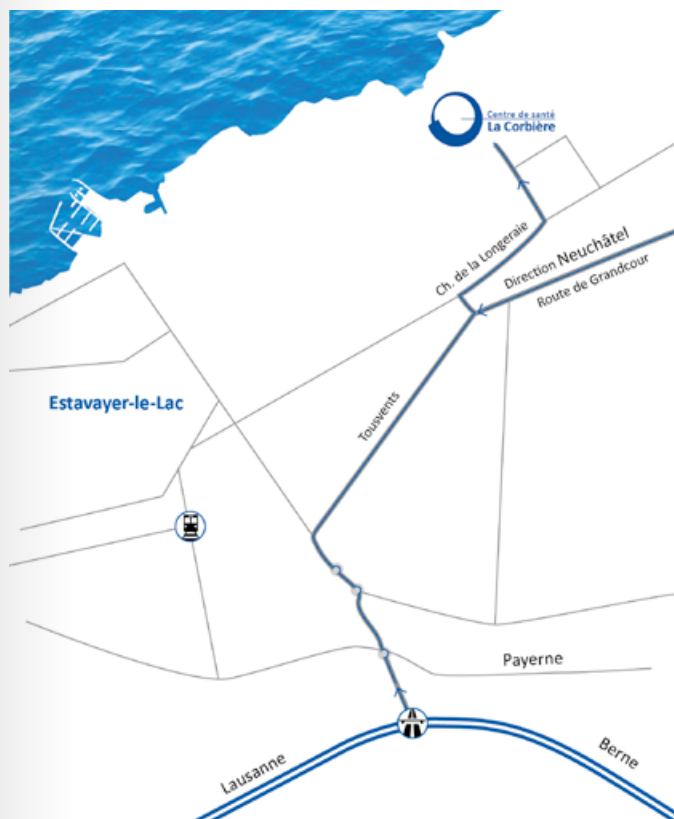 Centre de santé
La Corbière
Ch. de la Longeraie
Direction Neuchâtel
Route de Grandcour
Tousvents
Estavayer-le-Lac
Payerne
Lausanne
Berne